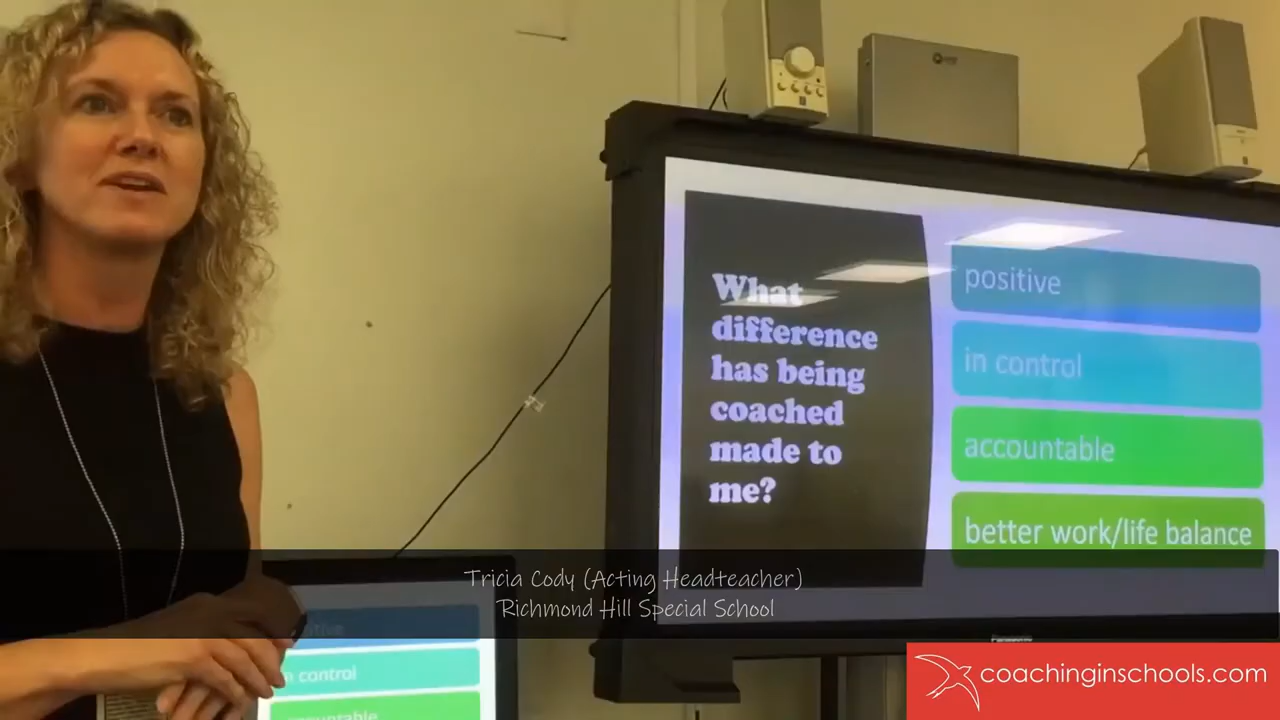 What
difference
has being
coached
made to
me?
positive
in control
accountable
better work/life balance
Tricia Cody (Acting Headteacher)
Richmond Hill Special School
control
coachinginschools.com